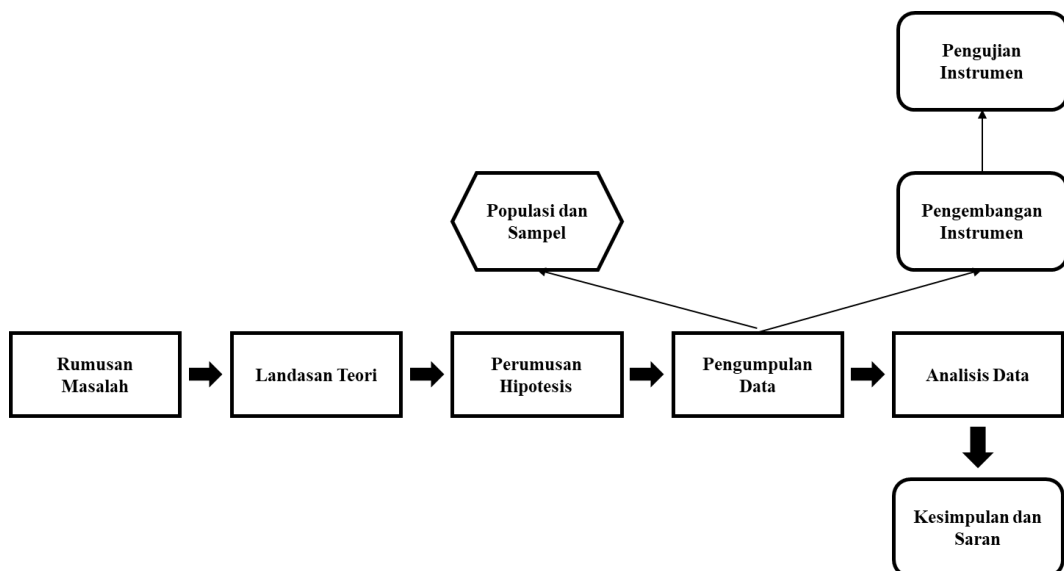 Pengujian
Instrumen
Populasi dan
Sampel
Pengembangan
Instrumen
Rumusan
Masalah
Landasan Teori
Perumusan
Hipotesis
Pengumpulan
Data
Analisis Data
Kesimpulan dan
Saran